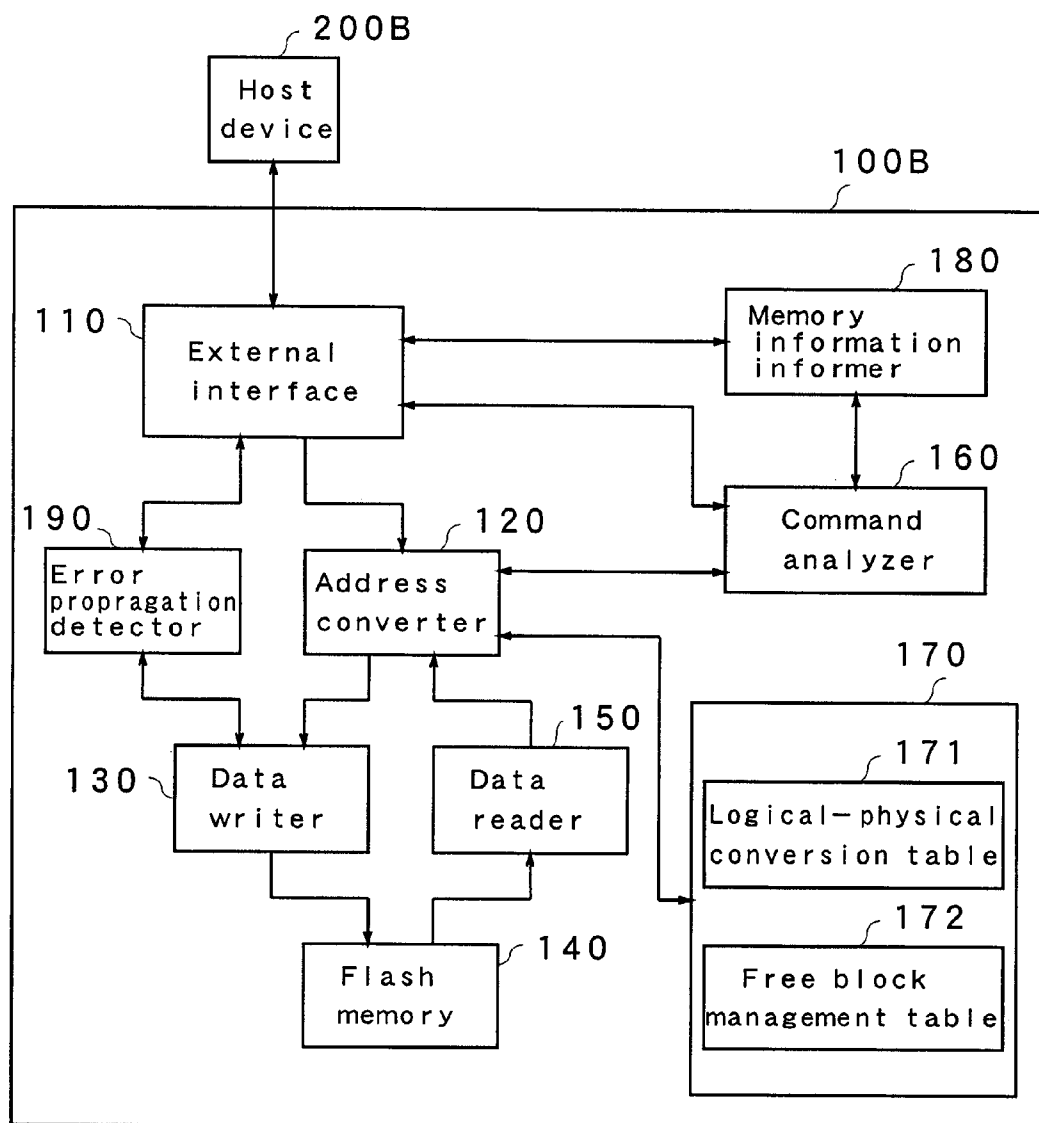 200B
Host
device
100B
180
110
External
interface
Memory
information
informer
160
190
120
Command
analyzer
Error
propragation
detector
Address
converter
170
150
130
Data
writer
Data
reader
171
Logical-physical
conversion table
172
140
Flash
memory
Free block
management table